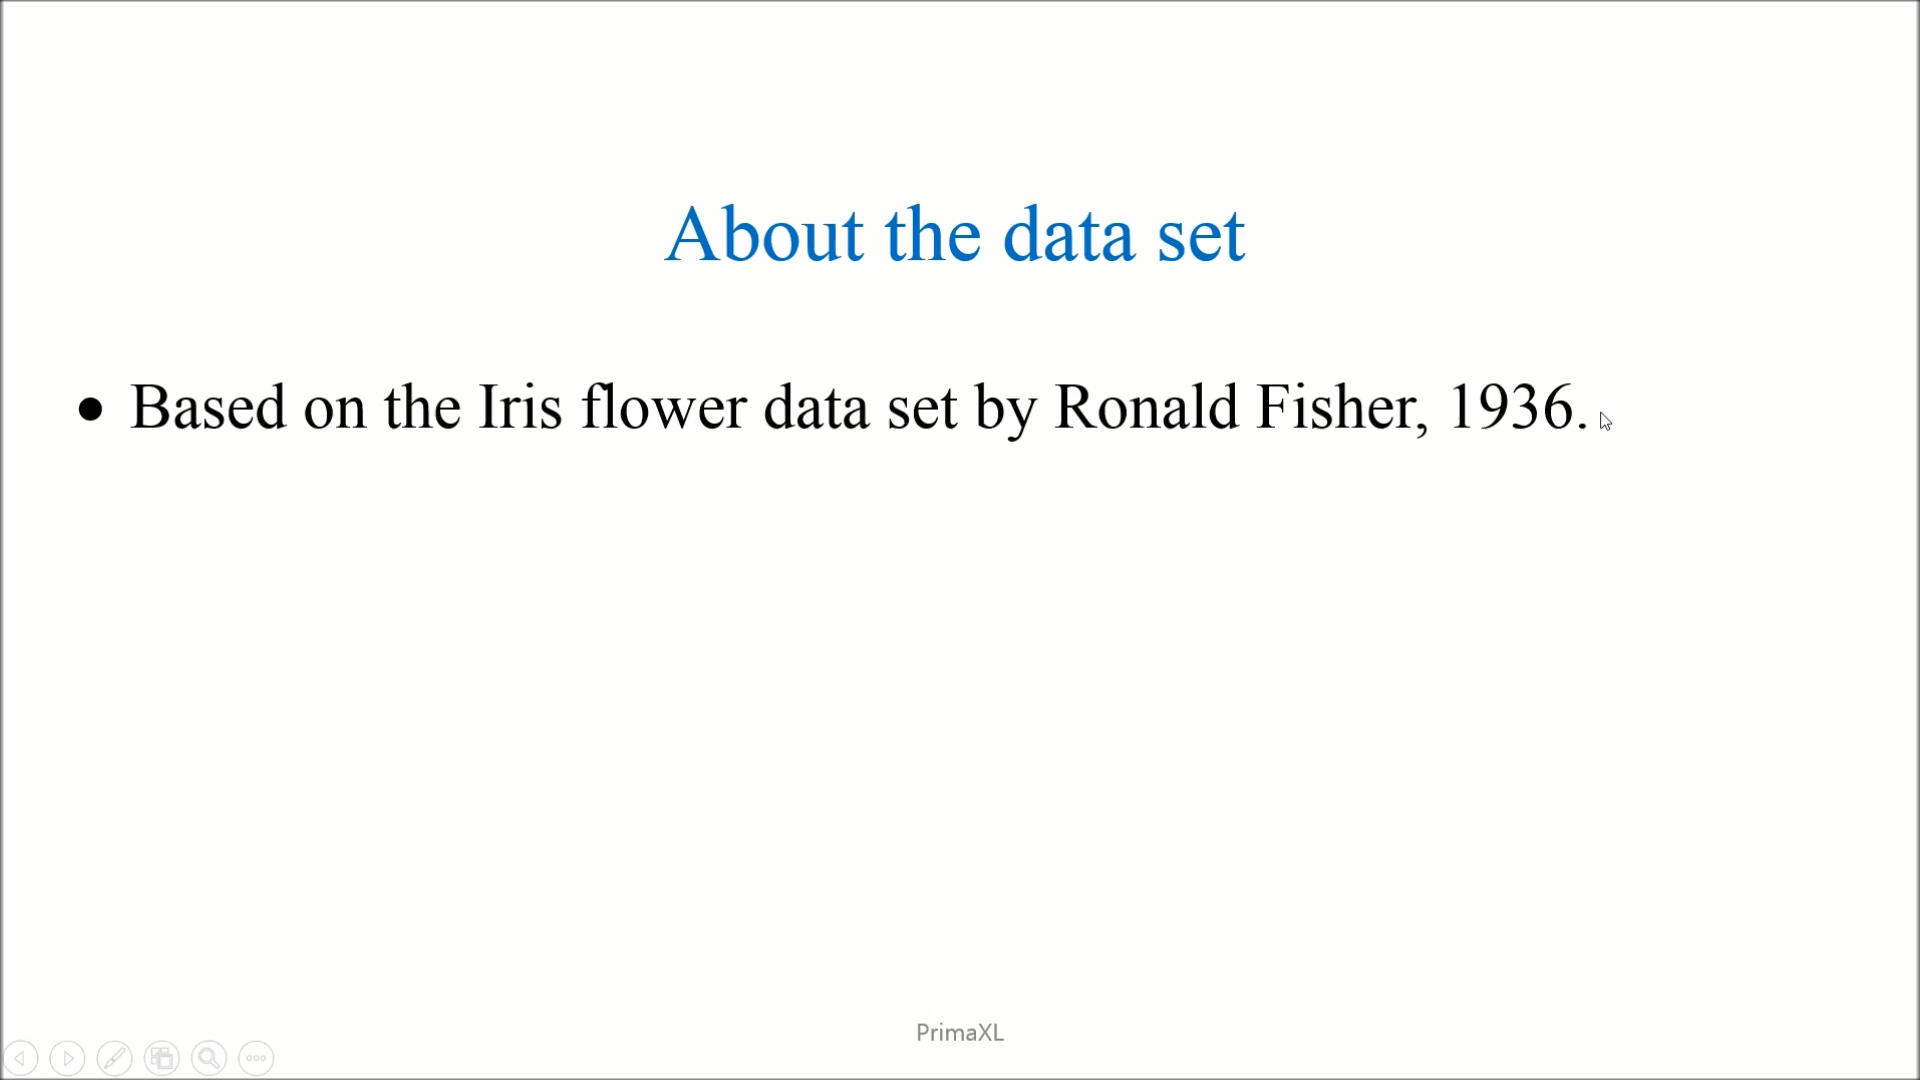 About the data set
• Based on the Iris flower data set by Ronald Fisher, 1936.
PrimaXL